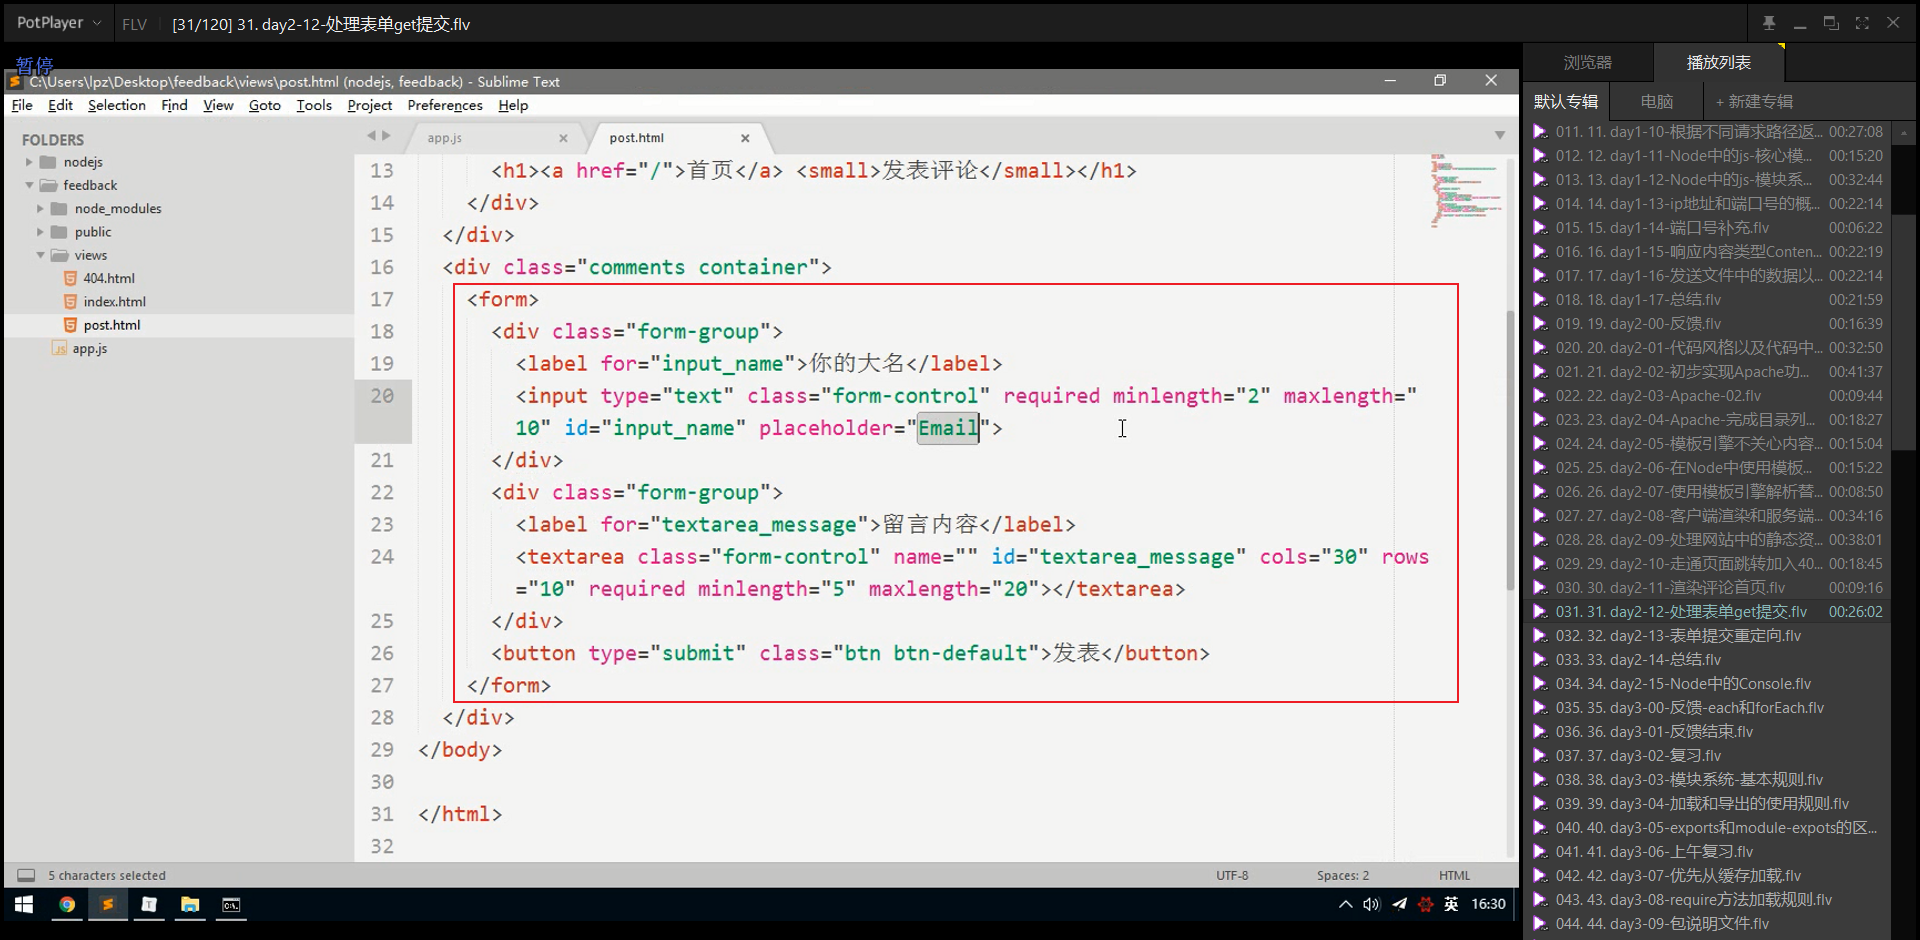 PotPlayer
FLV
[31/120] 31. day2-12-处理表单get提交.flv
暂停
C:\Users\lpz\Desktop\feedback\views\post.html (nodejs, feedback) - Sublime Text
File Edit Selection Find View Goto Tools Project Preferences Help
FOLDERS
nodejs
feedback
node_modules
public
views
404.html
index.html
post.html
app.js
app.js
post.html
13 <h1><a href="/">首页</a> <small>发表评论</small></h1>
14 </div>
15 </div>
16 <div class="comments container">
17 <form>
18 <div class="form-group">
19 <label for="input_name">你的大名</label>
20 <input type="text" class="form-control" required minlength="2" maxlength="
10" id="input_name" placeholder="Email">
21 </div>
22 <div class="form-group">
23 <label for="textarea_message">留言内容</label>
24 <textarea class="form-control" name="" id="textarea_message" cols="30" rows
="10" required minlength="5" maxlength="20"></textarea>
25 </div>
26 <button type="submit" class="btn btn-default">发表</button>
27 </form>
28 </div>
29 </body>
30
31 </html>
32
5 characters selected
UTF-8
Spaces: 2
HTML
英
16:30
浏览器
播放列表
默认专辑
电脑
+ 新建专辑
011. 11. day1-10-根据不同请求路径返... 00:27:08
012. 12. day1-11-Node中的js-核心模... 00:15:20
013. 13. day1-12-Node中的js-模块系... 00:32:44
014. 14. day1-13-ip地址和端口号的概... 00:22:14
015. 15. day1-14-端口号补充.flv 00:06:22
016. 16. day1-15-响应内容类型Conten... 00:22:19
017. 17. day1-16-发送文件中的数据以... 00:22:14
018. 18. day1-17-总结.flv 00:21:59
019. 19. day2-00-反馈.flv 00:16:39
020. 20. day2-01-代码风格以及代码中... 00:32:50
021. 21. day2-02-初步实现Apache功... 00:41:37
022. 22. day2-03-Apache-02.flv 00:09:44
023. 23. day2-04-Apache-完成目录列... 00:18:27
024. 24. day2-05-模板引擎不关心内容... 00:15:04
025. 25. day2-06-在Node中使用模板... 00:15:22
026. 26. day2-07-使用模板引擎解析替... 00:08:50
027. 27. day2-08-客户端渲染和服务端... 00:34:16
028. 28. day2-09-处理网站中的静态资... 00:38:01
029. 29. day2-10-走通页面跳转加入40... 00:18:45
030. 30. day2-11-渲染评论首页.flv 00:09:16
031. 31. day2-12-处理表单get提交.flv 00:26:02
032. 32. day2-13-表单提交重定向.flv
033. 33. day2-14-总结.flv
034. 34. day2-15-Node中的Console.flv
035. 35. day3-00-反馈-each和forEach.flv
036. 36. day3-01-反馈结束.flv
037. 37. day3-02-复习.flv
038. 38. day3-03-模块系统-基本规则.flv
039. 39. day3-04-加载和导出的使用规则.flv
040. 40. day3-05-exports和module-expots的区...
041. 41. day3-06-上午复习.flv
042. 42. day3-07-优先从缓存加载.flv
043. 43. day3-08-require方法加载规则.flv
044. 44. day3-09-包说明文件.flv